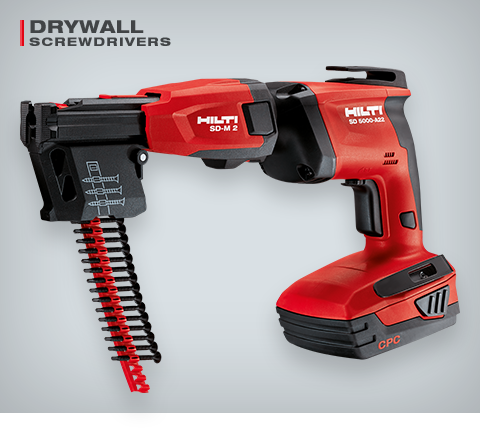 DRYWALL
SCREWDRIVERS
HILTI
SD-M 2
HILTI
SD 5000-A22
CPC